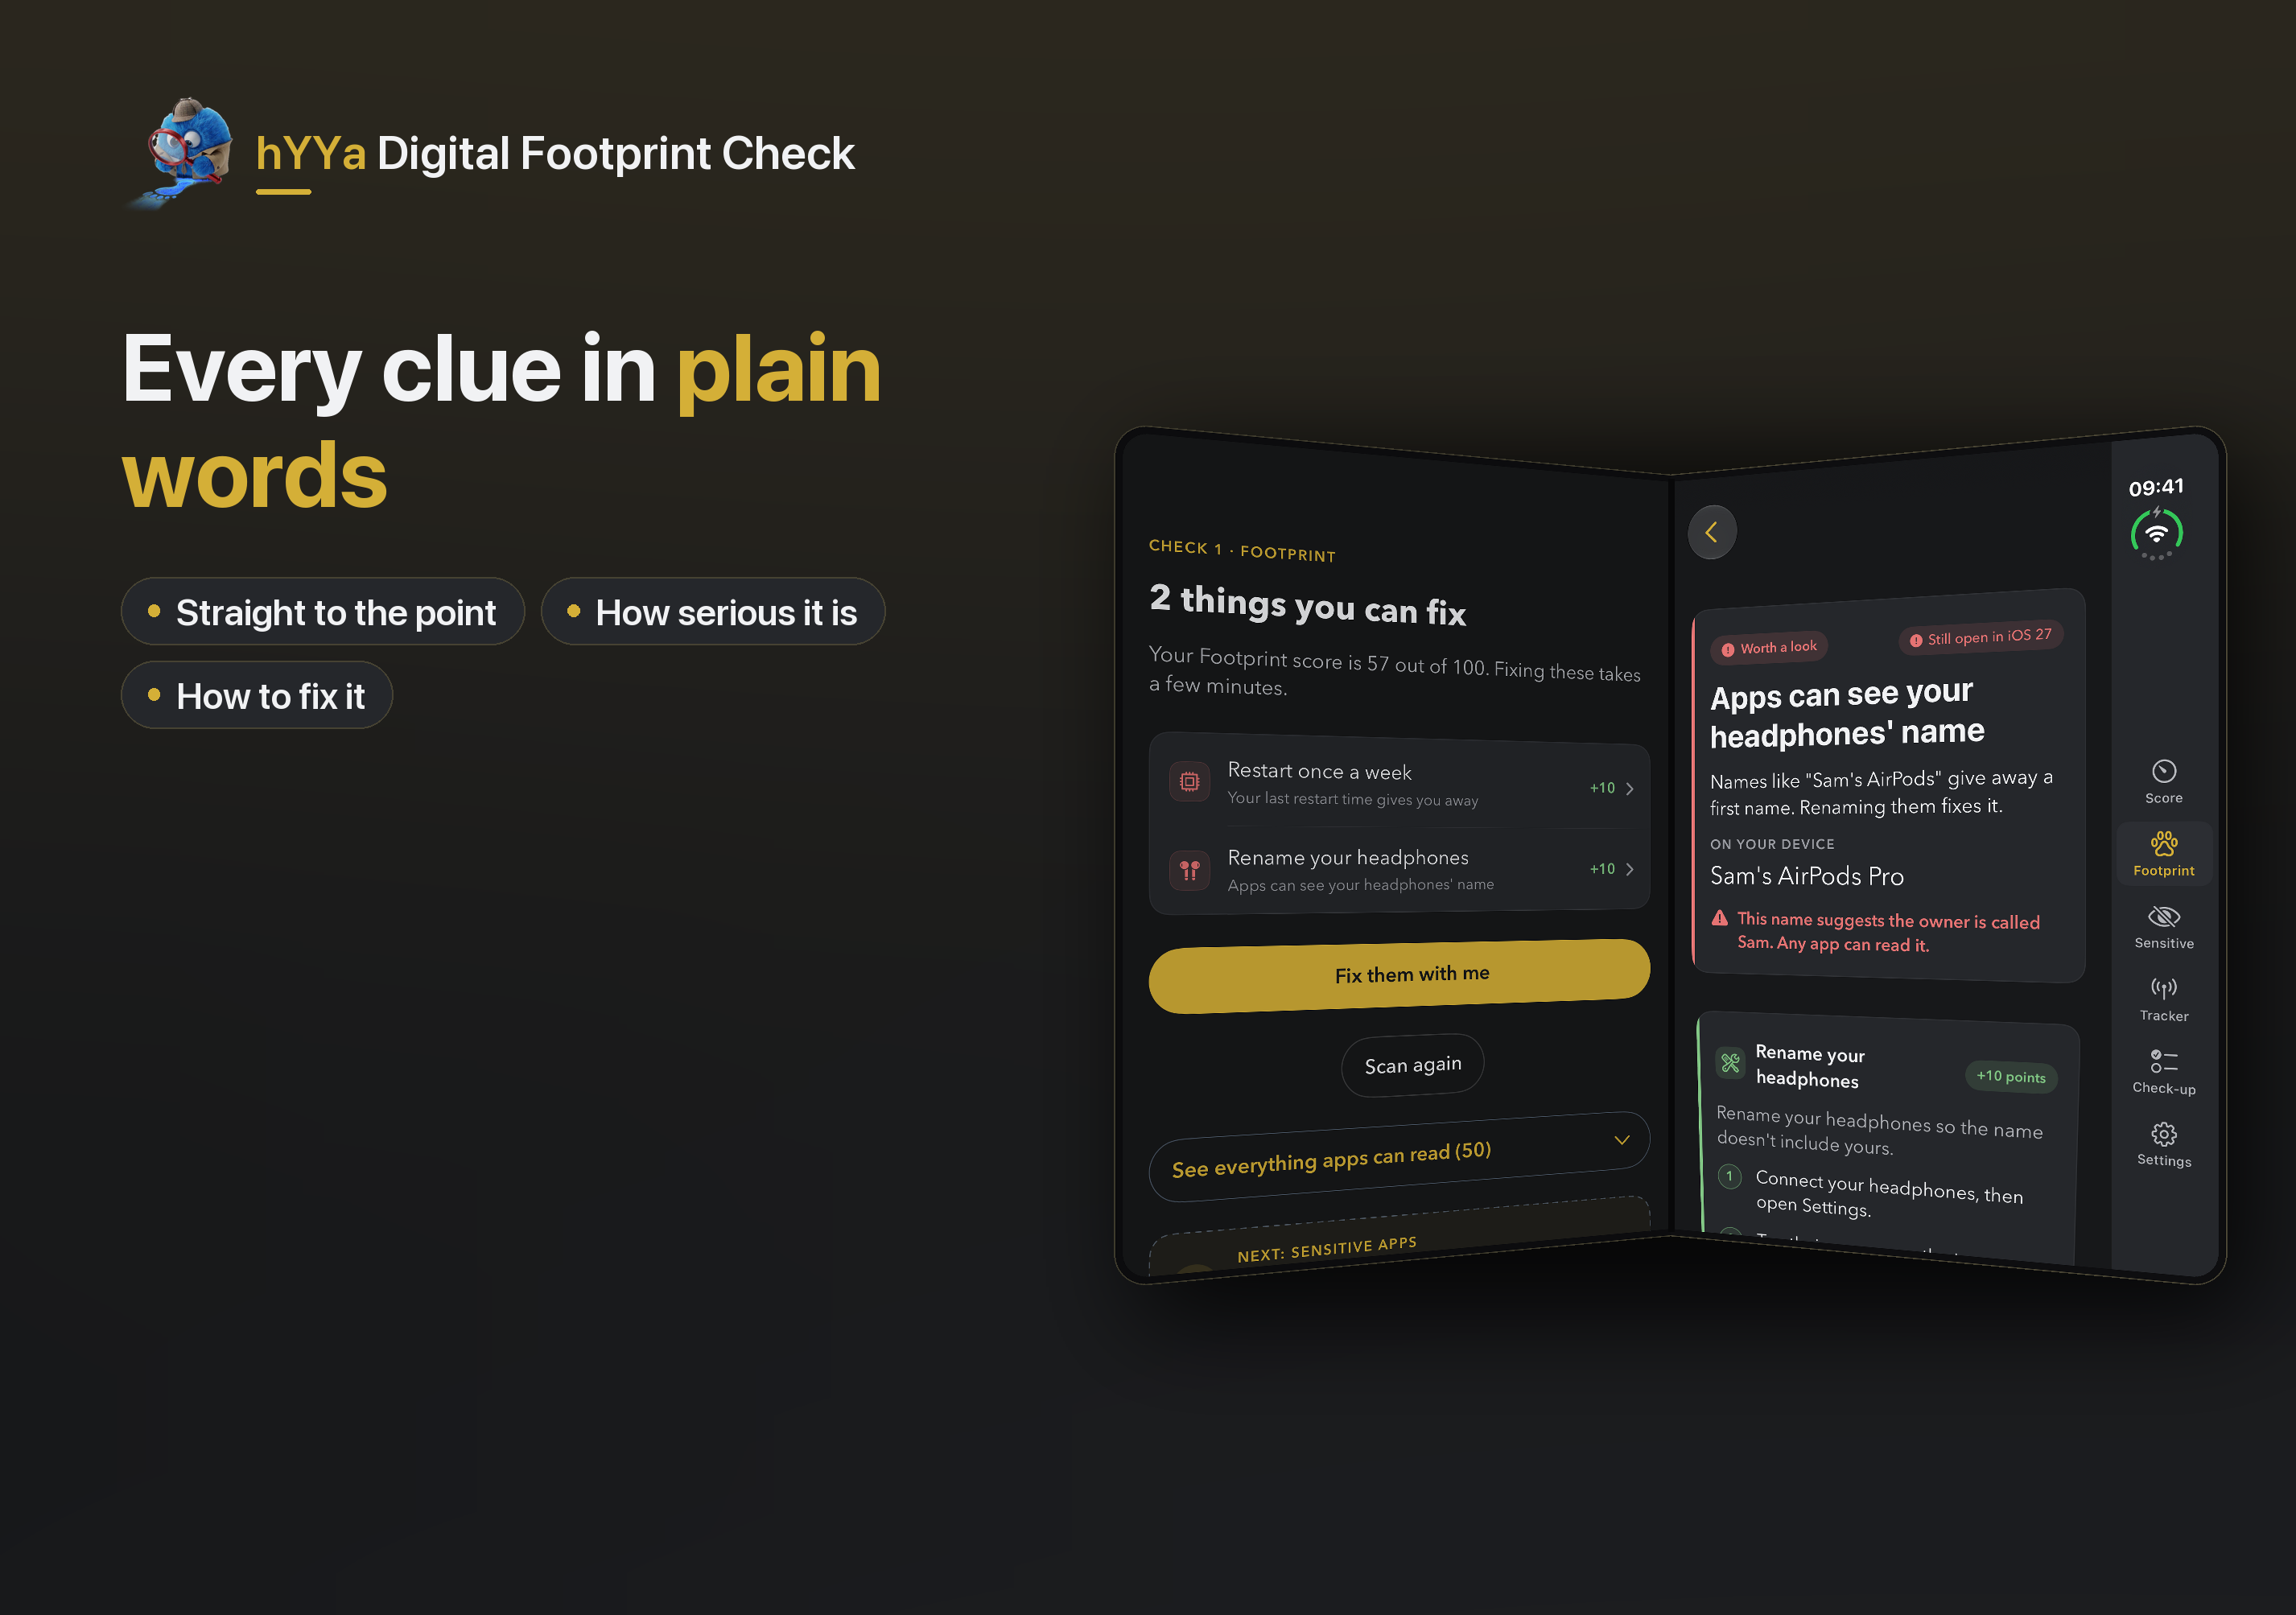 hYYa Digital Footprint Check
Every clue in plain
words
Straight to the point
How serious it is
How to fix it
CHECK 1 · FOOTPRINT
2 things you can fix
Your Footprint score is 57 out of 100. Fixing these takes
a few minutes.
Restart once a week
Your last restart time gives you away
+10
Rename your headphones
Apps can see your headphones' name
+10
Fix them with me
Scan again
See everything apps can read (50)
NEXT: SENSITIVE APPS
Worth a look
Still open in iOS 27
Apps can see your
headphones' name
Names like "Sam's AirPods" give away a
first name. Renaming them fixes it.
ON YOUR DEVICE
Sam's AirPods Pro
This name suggests the owner is called
Sam. Any app can read it.
Rename your
headphones
+10 points
Rename your headphones so the name
doesn't include yours.
1
Connect your headphones, then
open Settings.
09:41
Score
Footprint
Sensitive
Tracker
Check-up
Settings